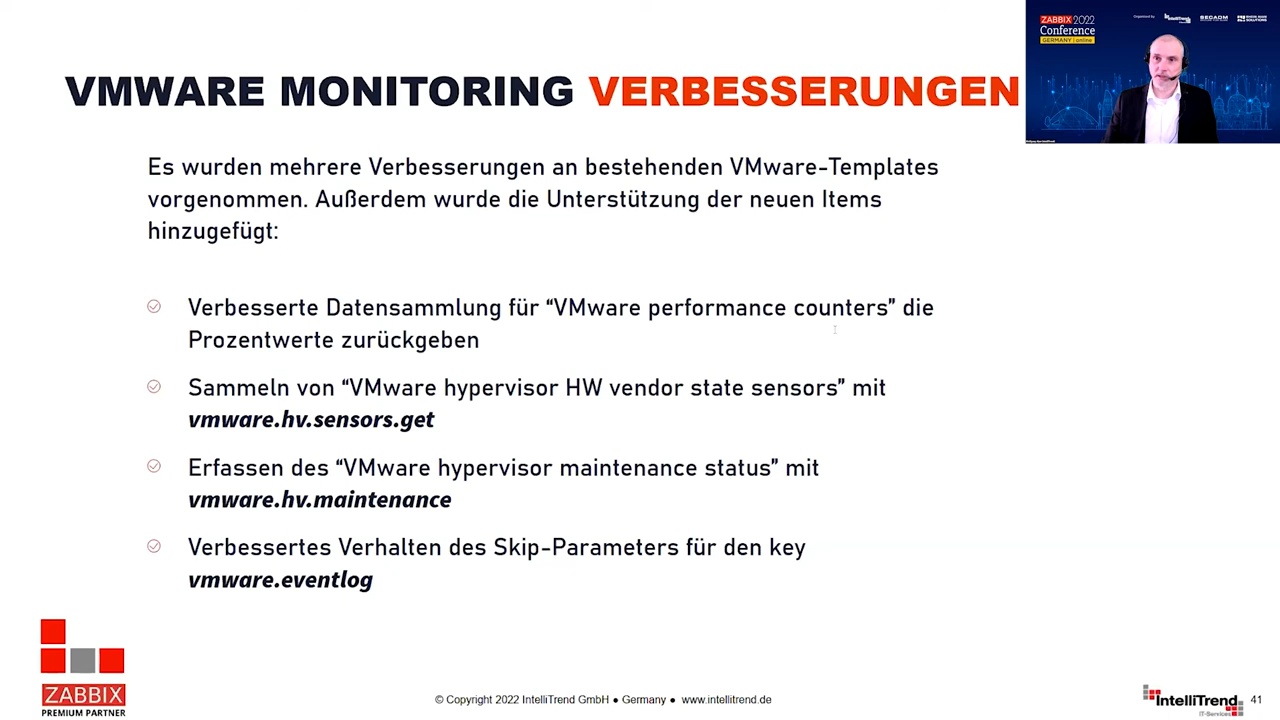 VMWARE MONITORING VERBESSERUNGEN
Es wurden mehrere Verbesserungen an bestehenden VMware-Templates
vorgenommen. Außerdem wurde die Unterstützung der neuen Items
hinzugefügt:
Verbesserte Datensammlung für “VMware performance counters” die
Prozentwerte zurückgeben
Sammeln von “VMware hypervisor HW vendor state sensors” mit
vmware.hv.sensors.get
Erfassen des “VMware hypervisor maintenance status” mit
vmware.hv.maintenance
Verbessertes Verhalten des Skip-Parameters für den key
vmware.eventlog
ZABBIX
PREMIUM PARTNER
© Copyright 2022 IntelliTrend GmbH ● Germany ● www.intellitrend.de
IntelliTrend
IT-Services
41
ZABBIX 2022
Conference
GERMANY | online
Organised by
IntelliTrend
SECADM